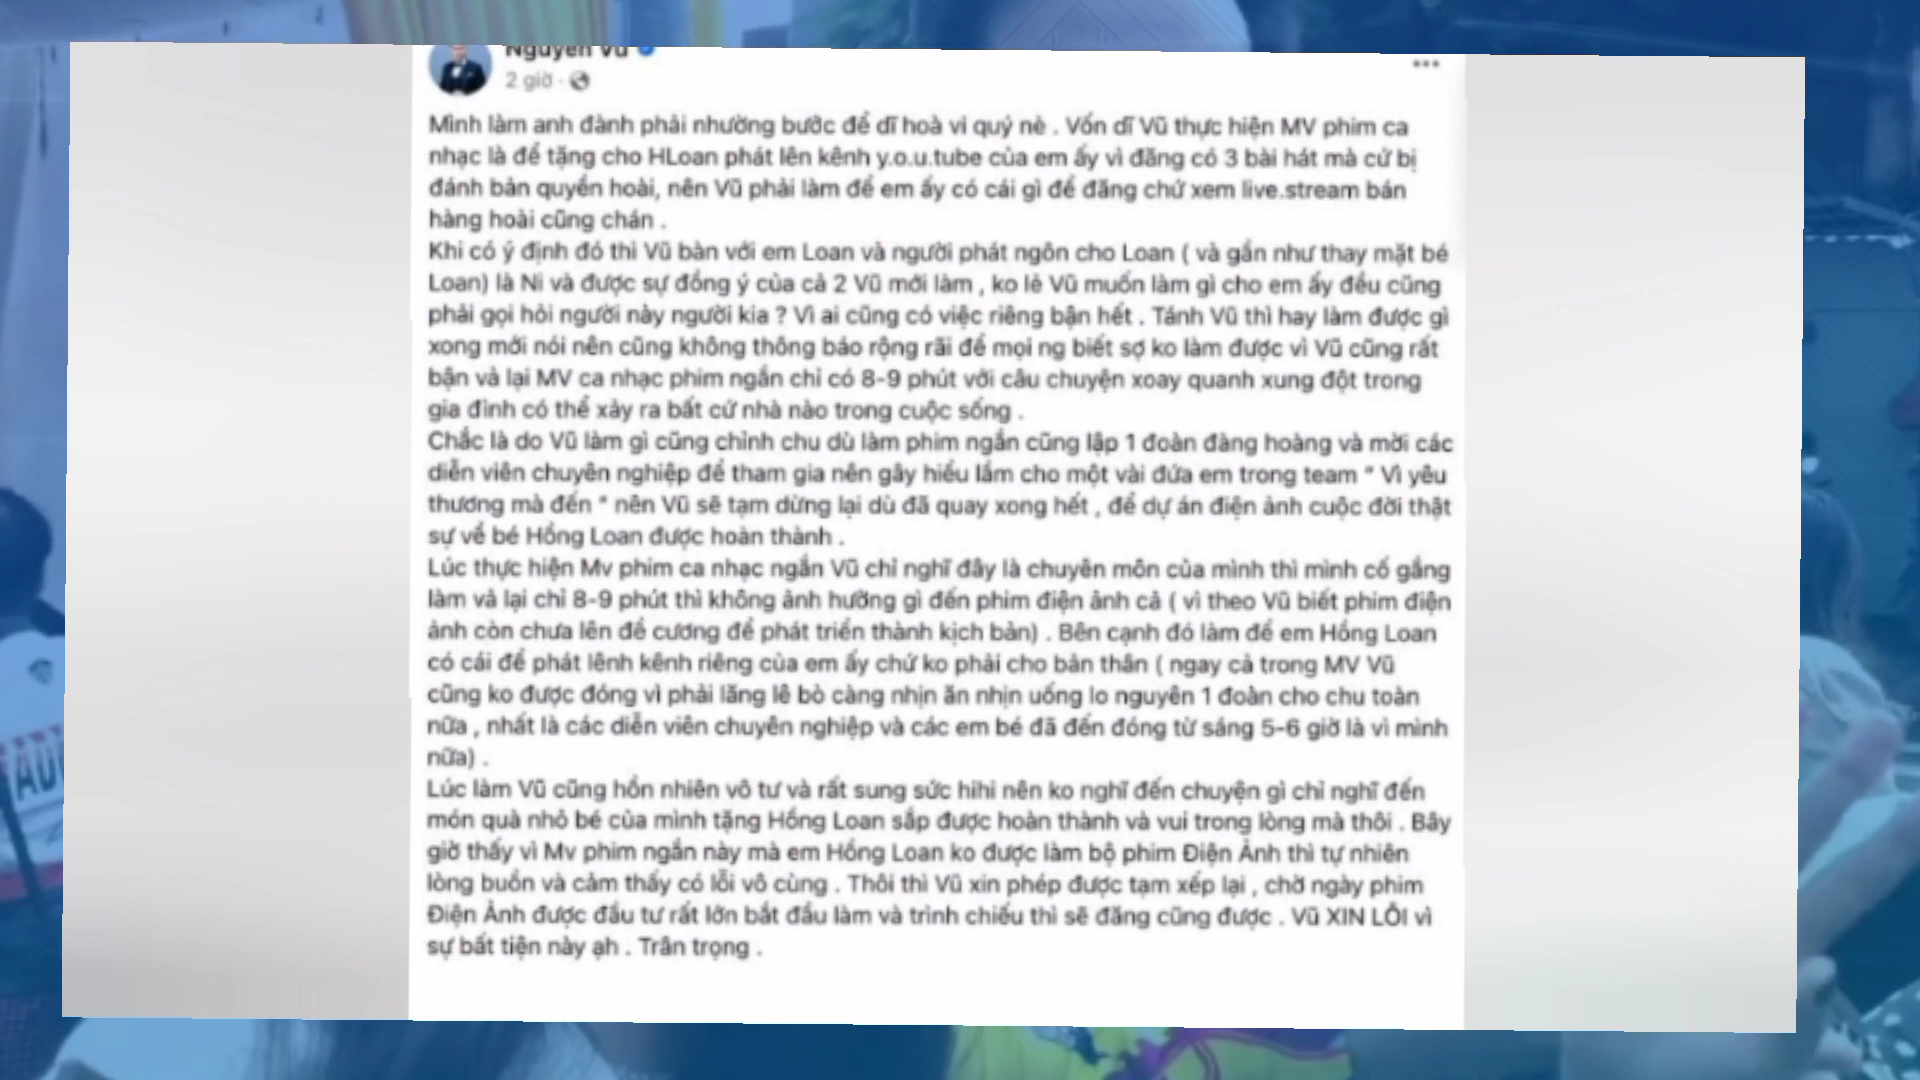 Nguyên Vũ
2 giờ ·
Mình làm anh đành phải nhường bước để dĩ hoà vi quý nè . Vốn dĩ Vũ thực hiện MV phim ca
nhạc là để tặng cho HLoan phát lên kênh y.o.u.tube của em ấy vì đăng có 3 bài hát mà cứ bị
đánh bản quyền hoài, nên Vũ phải làm để em ấy có cái gì để đăng chứ xem live.stream bán
hàng hoài cũng chán .
Khi có ý định đó thì Vũ bàn với em Loan và người phát ngôn cho Loan ( và gần như thay mặt bé
Loan) là Ni và được sự đồng ý của cả 2 Vũ mới làm , ko lẻ Vũ muốn làm gì cho em ấy đều cũng
phải gọi hỏi người này người kia ? Vì ai cũng có việc riêng bận hết . Tánh Vũ thì hay làm được gì
xong mới nói nên cũng không thông báo rộng rãi để mọi ng biết sợ ko làm được vì Vũ cũng rất
bận vả lại MV ca nhạc phim ngắn chỉ có 8-9 phút với câu chuyện xoay quanh xung đột trong
gia đình có thể xảy ra bất cứ nhà nào trong cuộc sống .
Chắc là do Vũ làm gì cũng chỉnh chu dù làm phim ngắn cũng lập 1 đoàn đàng hoàng và mời các
diễn viên chuyên nghiệp để tham gia nên gây hiểu lầm cho một vài đứa em trong team " Vì yêu
thương mà đến " nên Vũ sẽ tạm dừng lại dù đã quay xong hết , để dự án điện ảnh cuộc đời thật
sự về bé Hồng Loan được hoàn thành .
Lúc thực hiện Mv phim ca nhạc ngắn Vũ chỉ nghĩ đây là chuyên môn của mình thì mình cố gắng
làm vả lại chỉ 8-9 phút thì không ảnh hưởng gì đến phim điện ảnh cả ( vì theo Vũ biết phim điện
ảnh còn chưa lên đề cương để phát triển thành kịch bản) . Bên cạnh đó làm để em Hồng Loan
có cái để phát lênh kênh riêng của em ấy chứ ko phải cho bản thân ( ngay cả trong MV Vũ
cũng ko được đóng vì phải lăng lê bò càng nhịn ăn nhịn uống lo nguyên 1 đoàn cho chu toàn
nữa , nhất là các diễn viên chuyên nghiệp và các em bé đã đến đóng từ sáng 5-6 giờ là vì mình
nữa) .
Lúc làm Vũ cũng hồn nhiên vô tư và rất sung sức hihi nên ko nghĩ đến chuyện gì chỉ nghĩ đến
món quà nhỏ bé của mình tặng Hồng Loan sắp được hoàn thành và vui trong lòng mà thôi . Bây
giờ thấy vì Mv phim ngắn này mà em Hồng Loan ko được làm bộ phim Điện Ảnh thì tự nhiên
lòng buồn và cảm thấy có lỗi vô cùng . Thôi thì Vũ xin phép được tạm xếp lại , chờ ngày phim
Điện Ảnh được đầu tư rất lớn bắt đầu làm và trình chiếu thì sẽ đăng cũng được . Vũ XIN LỖI vì
sự bất tiện này ạh . Trân trọng .